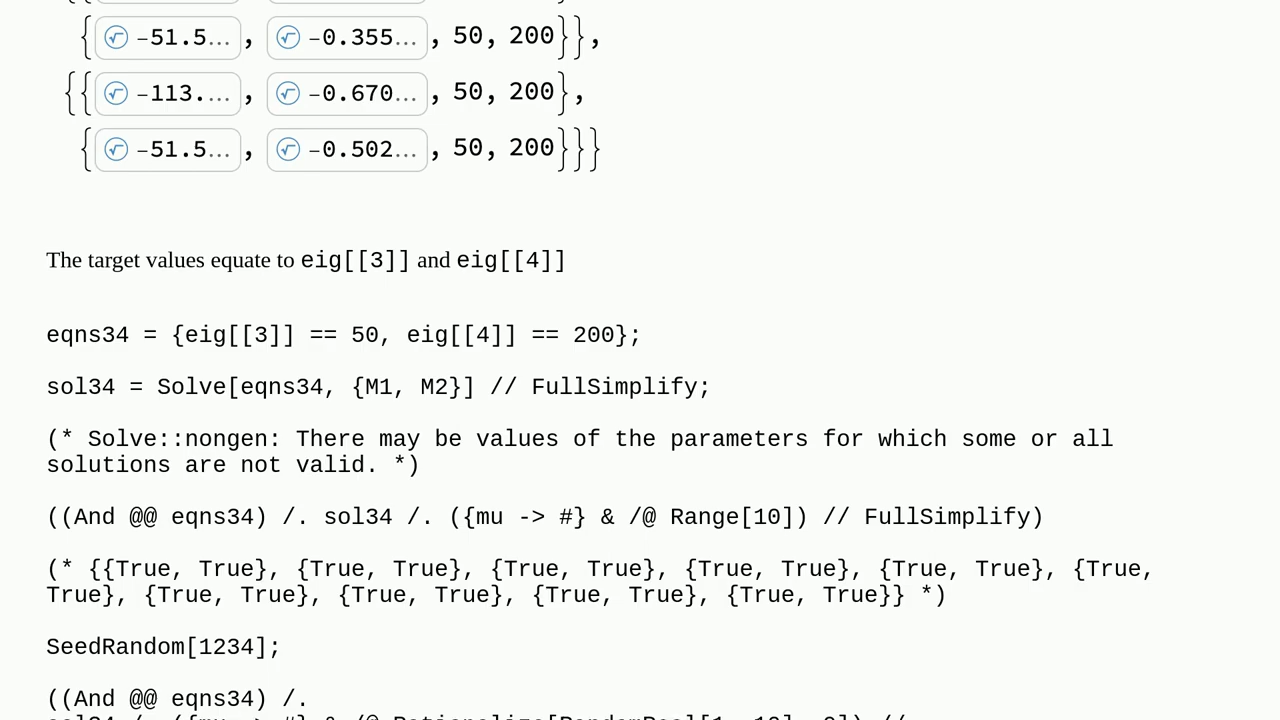 {-51.5..., -0.355..., 50, 200}},
{{-113...., -0.670..., 50, 200},
{-51.5..., -0.502..., 50, 200}}}
The target values equate to eig[[3]] and eig[[4]]
eqns34 = {eig[[3]] == 50, eig[[4]] == 200};
sol34 = Solve[eqns34, {M1, M2}] // FullSimplify;
(* Solve::nongen: There may be values of the parameters for which some or all
solutions are not valid. *)
((And @@ eqns34) /. sol34 /. ({mu -> #} & /@ Range[10]) // FullSimplify)
(* {{True, True}, {True, True}, {True, True}, {True, True}, {True, True}, {True,
True}, {True, True}, {True, True}, {True, True}, {True, True}} *)
SeedRandom[1234];
((And @@ eqns34) /.